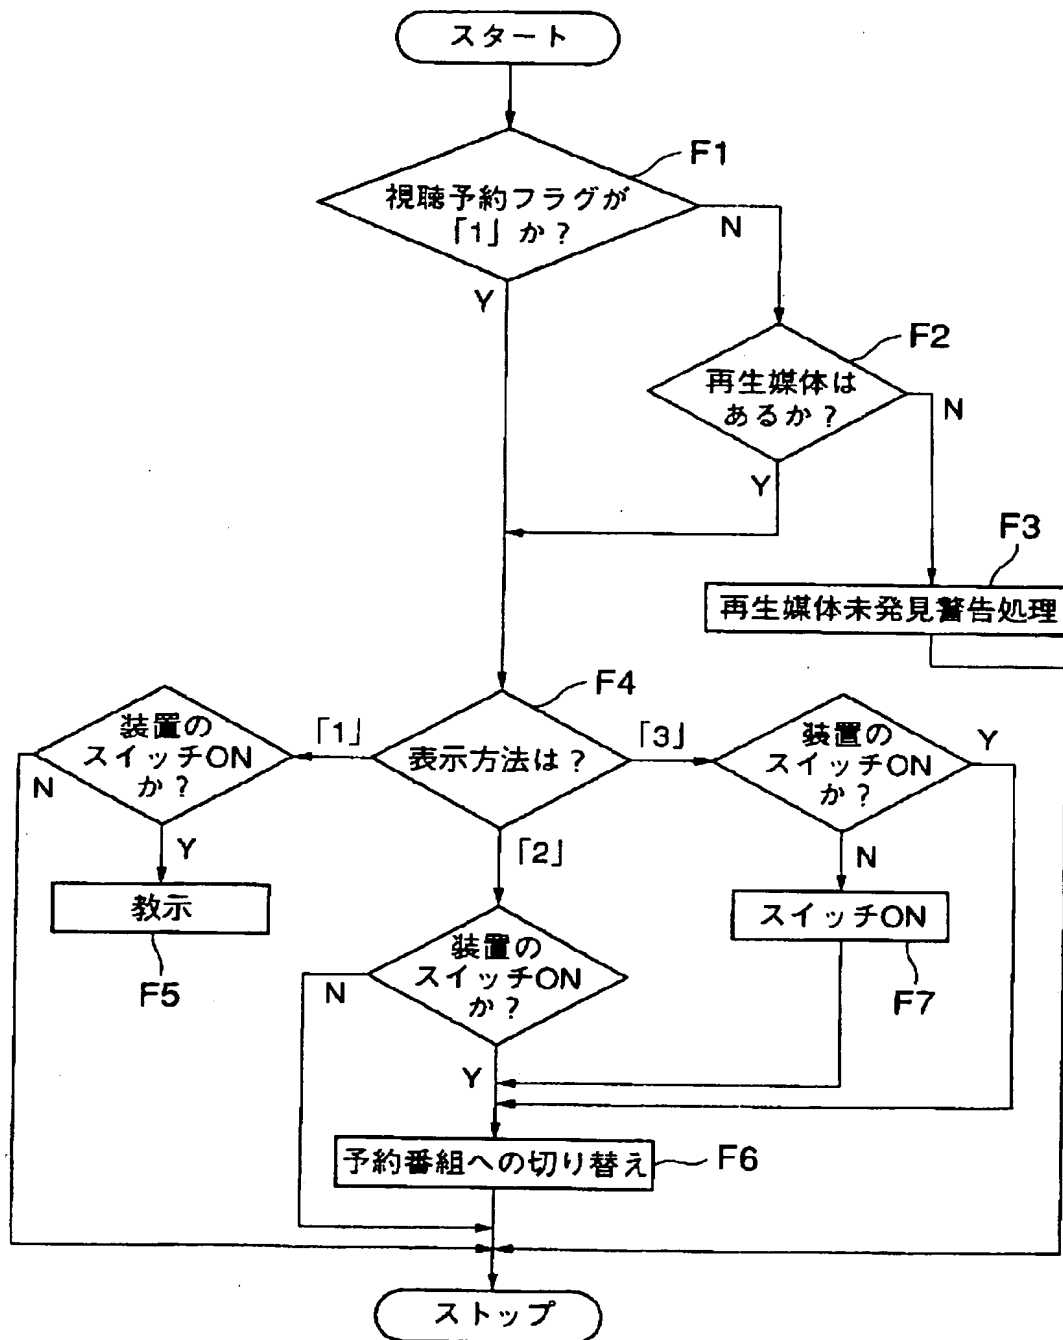 スタート
F1
視聴予約フラグが
「1」か？
N
Y
F2
再生媒体は
あるか？
N
Y
F3
再生媒体未発見警告処理
F4
表示方法は？
「1」
「3」
「2」
装置の
スイッチON
か？
N
Y
教示
F5
装置の
スイッチON
か？
Y
N
スイッチON
F7
装置の
スイッチON
か？
N
Y
予約番組への切り替え
F6
ストップ